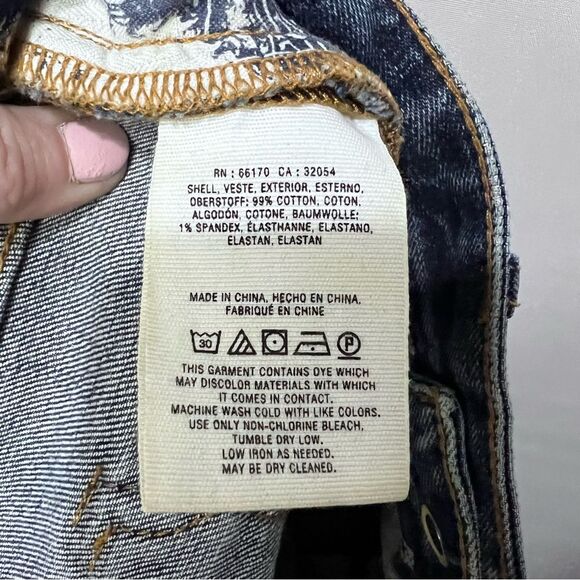 RN : 66170 CA : 32054
SHELL, VESTE, EXTERIOR, ESTERNO,
OBERSTOFF: 99% COTTON, COTON,
ALGODÓN, COTONE, BAUMWOLLE:
1% SPANDEX, ÉLASTHANNE, ELASTANO,
ELASTAN, ELASTAN
MADE IN CHINA, HECHO EN CHINA,
FABRIQUÉ EN CHINE
30 P
THIS GARMENT CONTAINS DYE WHICH
MAY DISCOLOR MATERIALS WITH WHICH
IT COMES IN CONTACT.
MACHINE WASH COLD WITH LIKE COLORS.
USE ONLY NON-CHLORINE BLEACH.
TUMBLE DRY LOW.
LOW IRON AS NEEDED.
MAY BE DRY CLEANED.